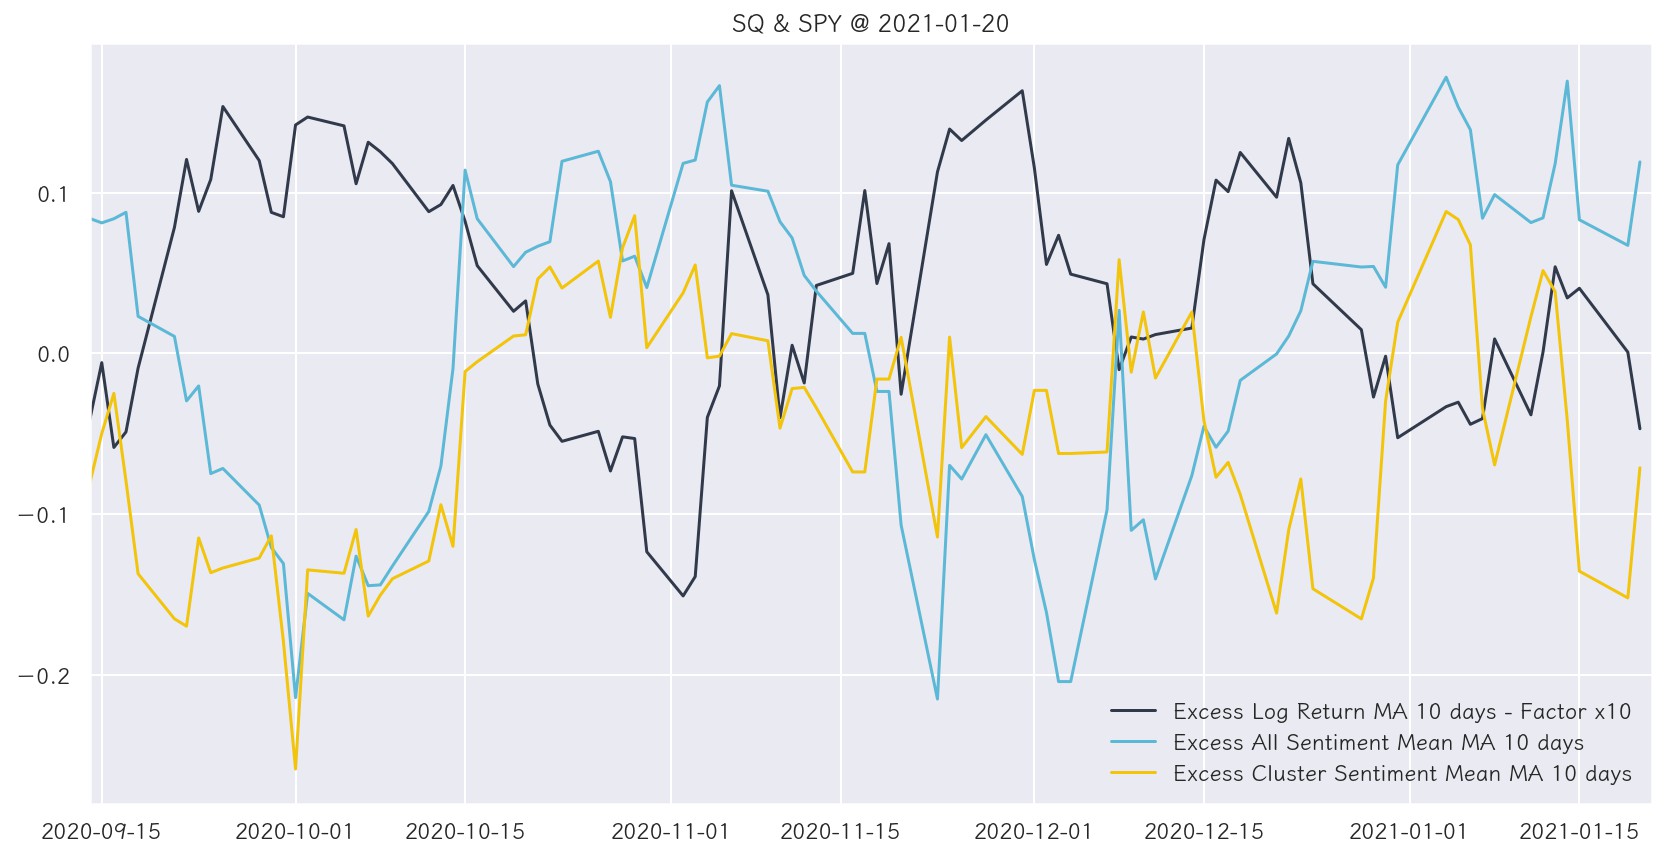 SQ & SPY @ 2021-01-20
0.1
0.0
−0.1
−0.2
Excess Log Return MA 10 days - Factor x10
Excess All Sentiment Mean MA 10 days
Excess Cluster Sentiment Mean MA 10 days
2020-09-15 2020-10-01 2020-10-15 2020-11-01 2020-11-15 2020-12-01 2020-12-15 2021-01-01 2021-01-15